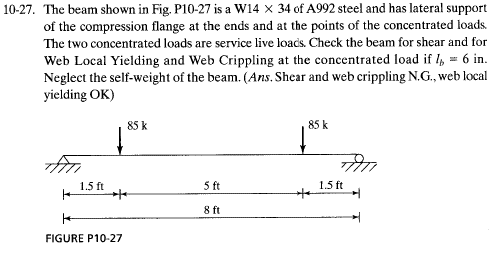 10-27. The beam shown in Fig. P10-27 is a W14 × 34 of A992 steel and has lateral support
of the compression flange at the ends and at the points of the concentrated loads.
The two concentrated loads are service live loads. Check the beam for shear and for
Web Local Yielding and Web Crippling at the concentrated load if l_b = 6 in.
Neglect the self-weight of the beam. (Ans. Shear and web crippling N.G., web local
yielding OK)
85 k 85 k
1.5 ft 5 ft 1.5 ft
8 ft
FIGURE P10-27